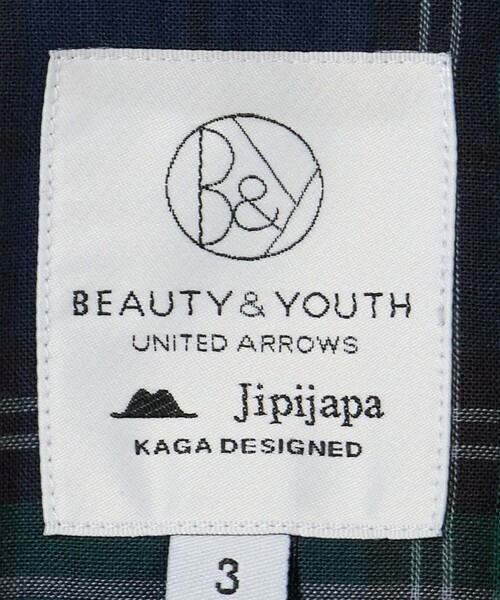 B&Y
BEAUTY & YOUTH
UNITED ARROWS
Jipijapa
KAGA DESIGNED
3